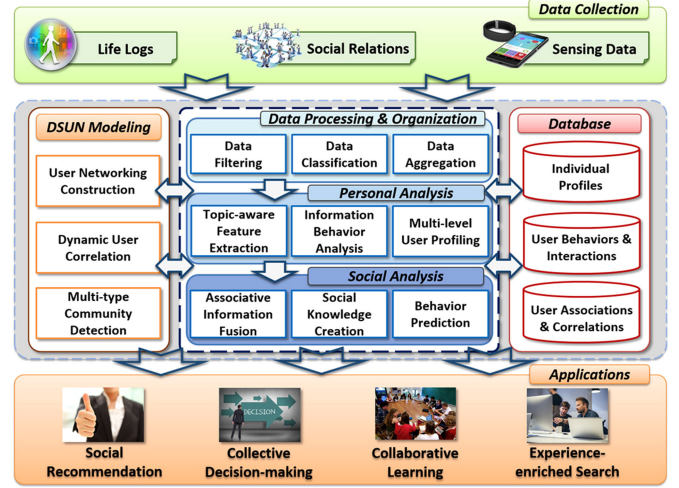 Data Collection
Life Logs
Social Relations
Sensing Data
DSUN Modeling
User Networking
Construction
Dynamic User
Correlation
Multi-type
Community
Detection
Data Processing & Organization
Data
Filtering
Data
Classification
Data
Aggregation
Personal Analysis
Topic-aware
Feature
Extraction
Information
Behavior
Analysis
Multi-level
User Profiling
Social Analysis
Associative
Information
Fusion
Social
Knowledge
Creation
Behavior
Prediction
Database
Individual
Profiles
User Behaviors &
Interactions
User Associations
& Correlations
Applications
DECISION
Social
Recommendation
Collective
Decision-making
Collaborative
Learning
Experience-
enriched Search